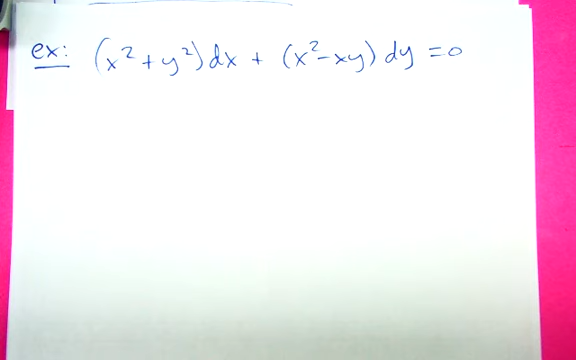 ex: (x²+y²)dx + (x²-xy) dy =0